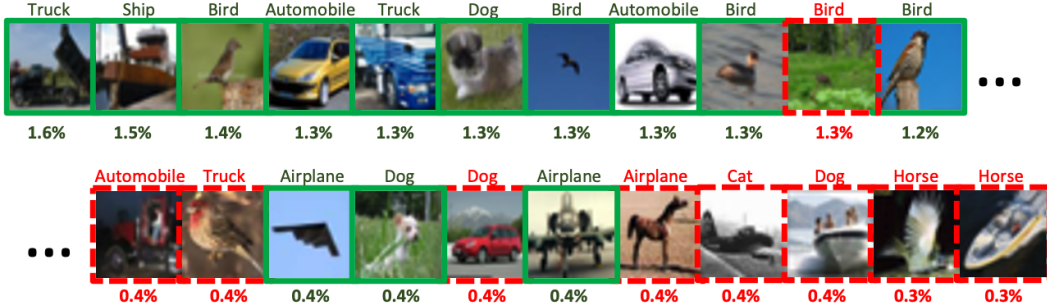 Truck Ship Bird Automobile Truck Dog Bird Automobile Bird Bird Bird
...
1.6% 1.5% 1.4% 1.3% 1.3% 1.3% 1.3% 1.3% 1.3% 1.3% 1.2%
Automobile Truck Airplane Dog Dog Airplane Airplane Cat Dog Horse Horse
...
0.4% 0.4% 0.4% 0.4% 0.4% 0.4% 0.4% 0.4% 0.4% 0.3% 0.3%